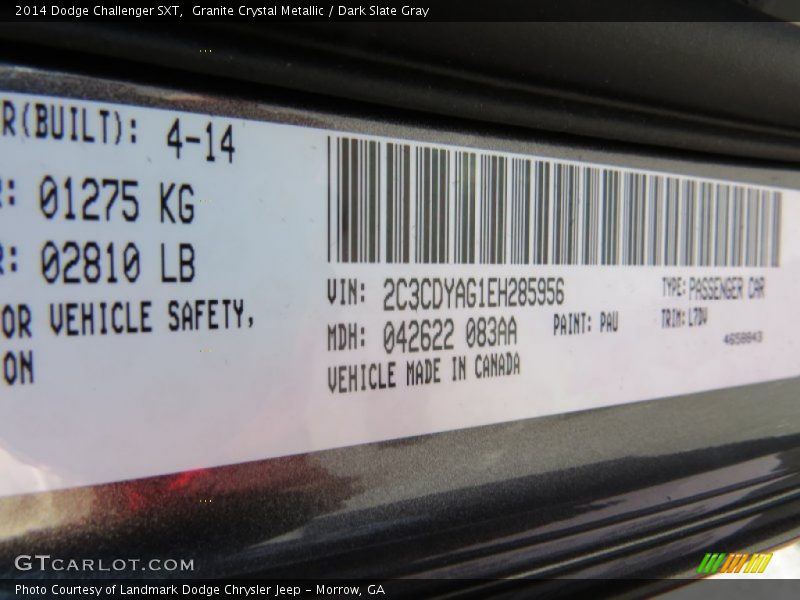 2014 Dodge Challenger SXT,  Granite Crystal Metallic / Dark Slate Gray
R(BUILT): 4-14
R: 01275 KG
R: 02810 LB
OR VEHICLE SAFETY,
ON
VIN: 2C3CDYAG1EH285956
TYPE: PASSENGER CAR
MDH: 042622 083AA
PAINT: PAU
TRIM: L7DV
VEHICLE MADE IN CANADA
4658843
GTCARLOT.COM
Photo Courtesy of Landmark Dodge Chrysler Jeep - Morrow, GA